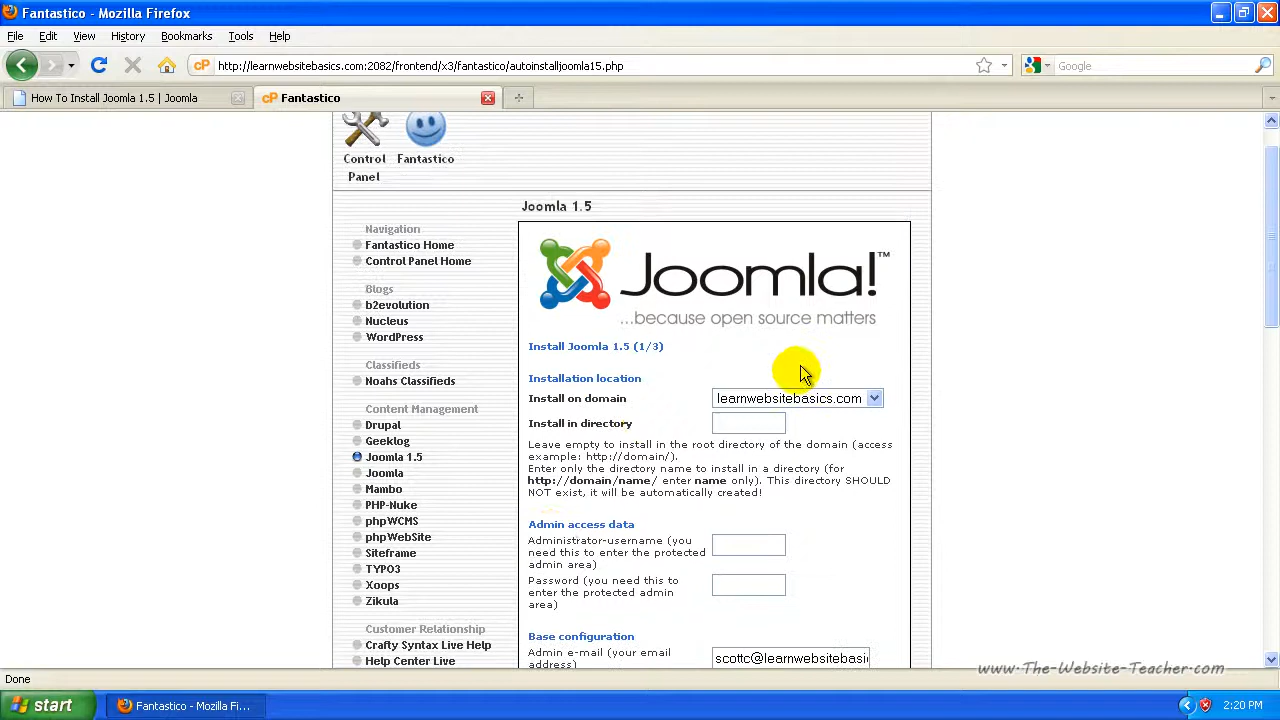 Fantastico - Mozilla Firefox
File Edit View History Bookmarks Tools Help
cP http://learnwebsitebasics.com:2082/frontend/x3/fantastico/autoinstalljoomla15.php
Google
How To Install Joomla 1.5 | Joomla
cP Fantastico
Control Panel
Fantastico
Joomla 1.5
Navigation
Fantastico Home
Control Panel Home
Blogs
b2evolution
Nucleus
WordPress
Classifieds
Noahs Classifieds
Content Management
Drupal
Geeklog
Joomla 1.5
Joomla
Mambo
PHP-Nuke
phpWCMS
phpWebSite
Siteframe
TYPO3
Xoops
Zikula
Customer Relationship
Crafty Syntax Live Help
Help Center Live
Joomla!™
...because open source matters
Install Joomla 1.5 (1/3)
Installation location
Install on domain learnwebsitebasics.com
Install in directory
Leave empty to install in the root directory of the domain (access
example: http://domain/).
Enter only the directory name to install in a directory (for
http://domain/name/ enter name only). This directory SHOULD
NOT exist, it will be automatically created!
Admin access data
Administrator-username (you
need this to enter the protected
admin area)
Password (you need this to
enter the protected admin
area)
Base configuration
Admin e-mail (your email
address)
scottc@learnwebsitebasi
www.The-Website-Teacher.com
Done
start
Fantastico - Mozilla Fi...
2:20 PM